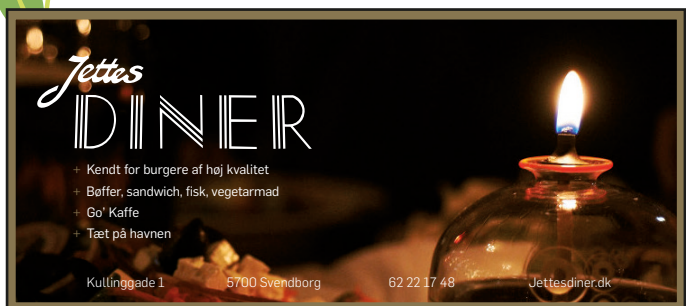 Jettes
DINER
+ Kendt for burgere af høj kvalitet
+ Bøffer, sandwich, fisk, vegetarmad
+ Go' Kaffe
+ Tæt på havnen
Kullinggade 1 5700 Svendborg 62 22 17 48 Jettesdiner.dk